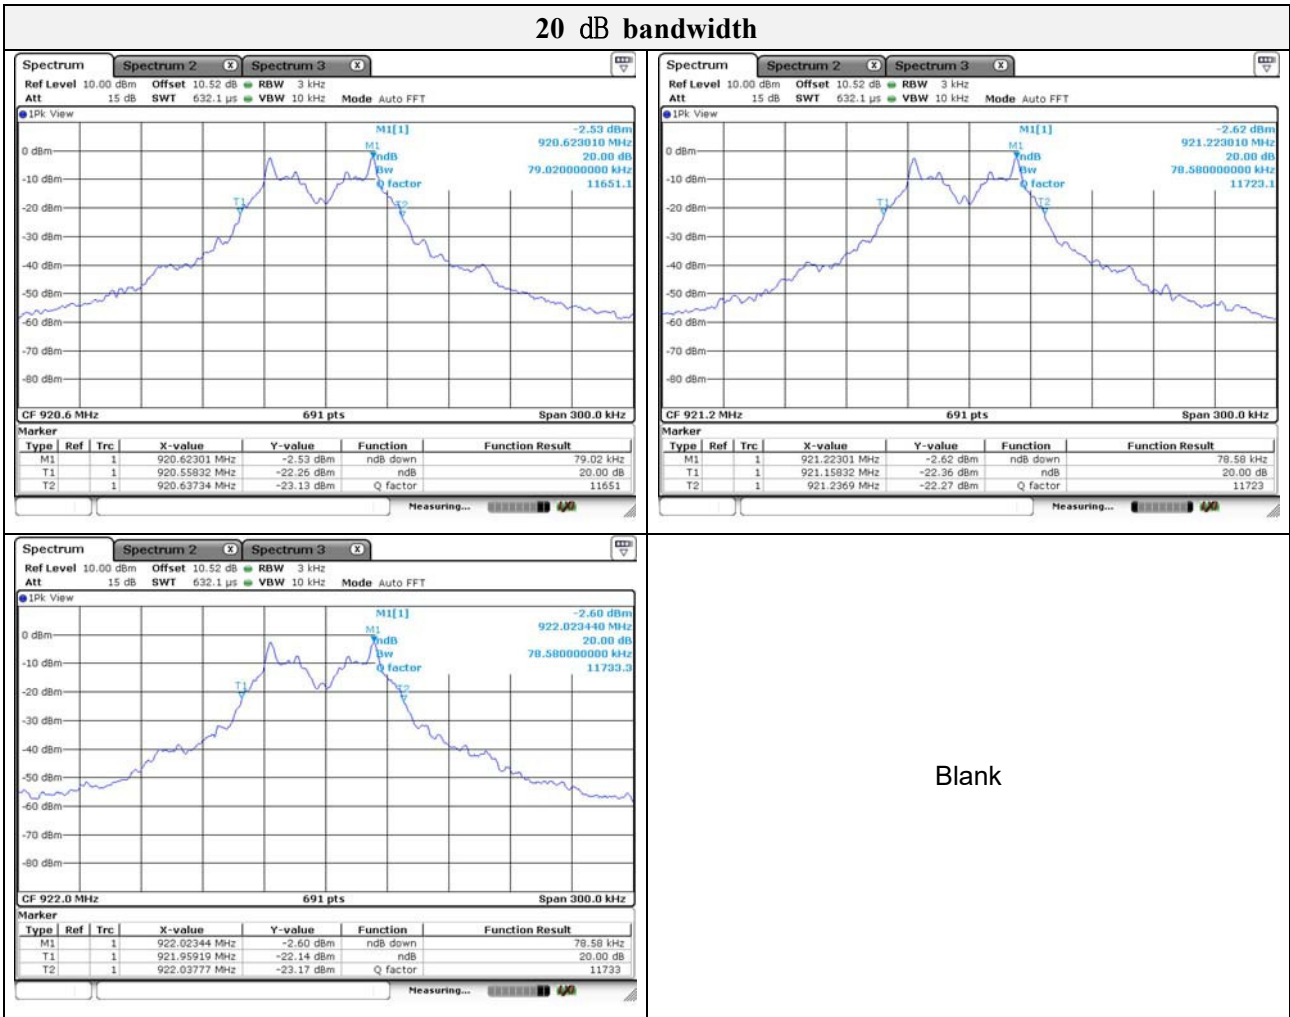 20 dB bandwidth
Spectrum Spectrum 2 X Spectrum 3 X
Ref Level 10.00 dBm Offset 10.52 dB RBW 3 kHz
Att 15 dB SWT 632.1 µs VBW 10 kHz Mode Auto FFT
1Pk View
M1[1] -2.53 dBm
920.623010 MHz
M1
0 dBm
ndB 20.00 dB
Bw 79.020000000 kHz
-10 dBm
Q factor 11651.1
T1
T2
-20 dBm
-30 dBm
-40 dBm
-50 dBm
-60 dBm
-70 dBm
-80 dBm
CF 920.6 MHz 691 pts Span 300.0 kHz
Marker
Type Ref Trc X-value Y-value Function Function Result
M1 1 920.62301 MHz -2.53 dBm ndB down 79.02 kHz
T1 1 920.55832 MHz -22.26 dBm ndB 20.00 dB
T2 1 920.63734 MHz -23.13 dBm Q factor 11651
Measuring...
Spectrum Spectrum 2 X Spectrum 3 X
Ref Level 10.00 dBm Offset 10.52 dB RBW 3 kHz
Att 15 dB SWT 632.1 µs VBW 10 kHz Mode Auto FFT
1Pk View
M1[1] -2.62 dBm
921.223010 MHz
M1
0 dBm
ndB 20.00 dB
Bw 78.580000000 kHz
-10 dBm
Q factor 11723.1
T1
T2
-20 dBm
-30 dBm
-40 dBm
-50 dBm
-60 dBm
-70 dBm
-80 dBm
CF 921.2 MHz 691 pts Span 300.0 kHz
Marker
Type Ref Trc X-value Y-value Function Function Result
M1 1 921.22301 MHz -2.62 dBm ndB down 78.58 kHz
T1 1 921.15832 MHz -22.36 dBm ndB 20.00 dB
T2 1 921.2369 MHz -22.27 dBm Q factor 11723
Measuring...
Spectrum Spectrum 2 X Spectrum 3 X
Ref Level 10.00 dBm Offset 10.52 dB RBW 3 kHz
Att 15 dB SWT 632.1 µs VBW 10 kHz Mode Auto FFT
1Pk View
M1[1] -2.60 dBm
922.023440 MHz
M1
0 dBm
ndB 20.00 dB
Bw 78.580000000 kHz
-10 dBm
Q factor 11733.3
T1
T2
-20 dBm
-30 dBm
-40 dBm
-50 dBm
-60 dBm
-70 dBm
-80 dBm
CF 922.0 MHz 691 pts Span 300.0 kHz
Marker
Type Ref Trc X-value Y-value Function Function Result
M1 1 922.02344 MHz -2.60 dBm ndB down 78.58 kHz
T1 1 921.95919 MHz -22.14 dBm ndB 20.00 dB
T2 1 922.03777 MHz -23.17 dBm Q factor 11733
Measuring...
Blank